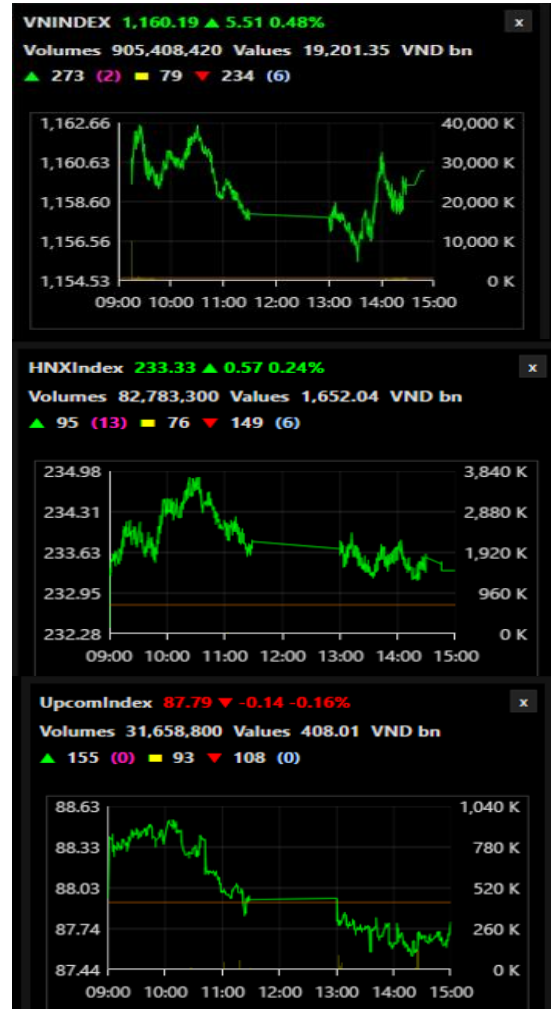 VNINDEX 1,160.19 ▲ 5.51 0.48% x
Volumes 905,408,420 Values 19,201.35 VND bn
▲ 273 (2) 79 ▼ 234 (6)
1,162.66 40,000 K
1,160.63 30,000 K
1,158.60 20,000 K
1,156.56 10,000 K
1,154.53 0 K
09:00 10:00 11:00 12:00 13:00 14:00 15:00
HNXIndex 233.33 ▲ 0.57 0.24% x
Volumes 82,783,300 Values 1,652.04 VND bn
▲ 95 (13) 76 ▼ 149 (6)
234.98 3,840 K
234.31 2,880 K
233.63 1,920 K
232.95 960 K
232.28 0 K
09:00 10:00 11:00 12:00 13:00 14:00 15:00
UpcomIndex 87.79 ▼ -0.14 -0.16% x
Volumes 31,658,800 Values 408.01 VND bn
▲ 155 (0) 93 ▼ 108 (0)
88.63 1,040 K
88.33 780 K
88.03 520 K
87.74 260 K
87.44 0 K
09:00 10:00 11:00 12:00 13:00 14:00 15:00